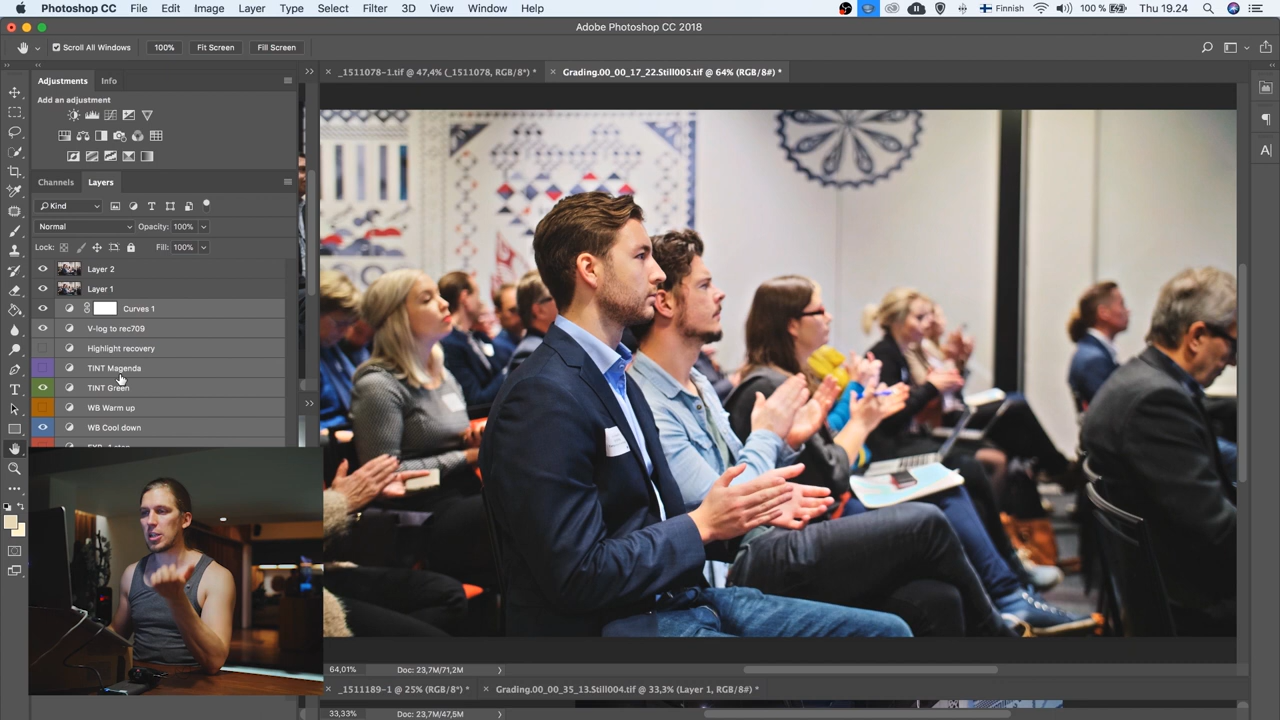 Photoshop CC File Edit Image Layer Type Select Filter 3D View Window Help Finnish 100 % Thu 19.24
Adobe Photoshop CC 2018
Scroll All Windows 100% Fit Screen Fill Screen
Adjustments Info
_1511078-1.tif @ 47,4% (_1511078, RGB/8*) * Grading.00_00_17_22.Still005.tif @ 64% (RGB/8#) *
Add an adjustment
Channels Layers
Kind
Normal Opacity: 100%
Lock: Fill: 100%
Layer 2
Layer 1
Curves 1
V-log to rec709
Highlight recovery
TINT Magenda
TINT Green
WB Warm up
WB Cool down
64,01% Doc: 23,7M/71,2M
_1511189-1 @ 25% (RGB/8*) * Grading.00_00_35_13.Still004.tif @ 33,3% (Layer 1, RGB/8#) *
33,33% Doc: 23,7M/47,5M